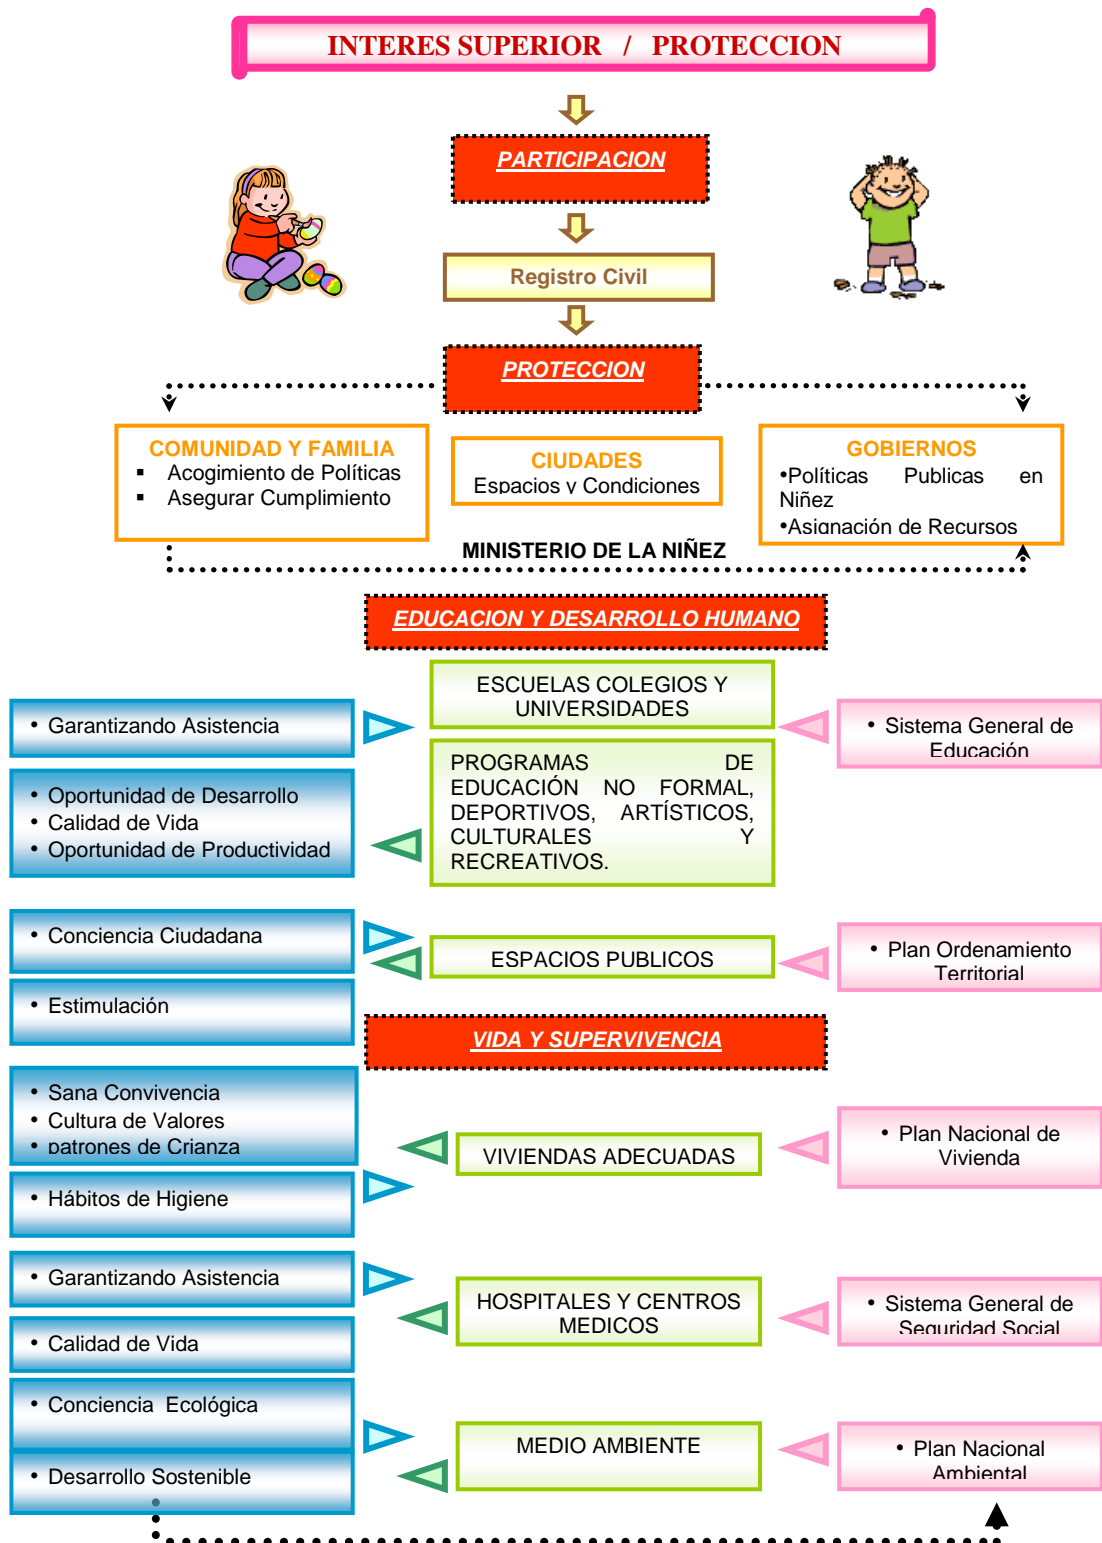 INTERES SUPERIOR / PROTECCION
PARTICIPACION
Registro Civil
PROTECCION
COMUNIDAD Y FAMILIA
▪ Acogimiento de Políticas
▪ Asegurar Cumplimiento
CIUDADES
Espacios y Condiciones
GOBIERNOS
•Políticas Publicas en
Niñez
•Asignación de Recursos
MINISTERIO DE LA NIÑEZ
EDUCACION Y DESARROLLO HUMANO
ESCUELAS COLEGIOS Y
UNIVERSIDADES
• Garantizando Asistencia
• Sistema General de
Educación
• Oportunidad de Desarrollo
• Calidad de Vida
• Oportunidad de Productividad
PROGRAMAS DE
EDUCACIÓN NO FORMAL,
DEPORTIVOS, ARTÍSTICOS,
CULTURALES Y
RECREATIVOS.
• Conciencia Ciudadana
ESPACIOS PUBLICOS
• Plan Ordenamiento
Territorial
• Estimulación
VIDA Y SUPERVIVENCIA
• Sana Convivencia
• Cultura de Valores
• patrones de Crianza
VIVIENDAS ADECUADAS
• Plan Nacional de
Vivienda
• Hábitos de Higiene
• Garantizando Asistencia
HOSPITALES Y CENTROS
MEDICOS
• Sistema General de
Seguridad Social
• Calidad de Vida
• Conciencia Ecológica
MEDIO AMBIENTE
• Plan Nacional
Ambiental
• Desarrollo Sostenible